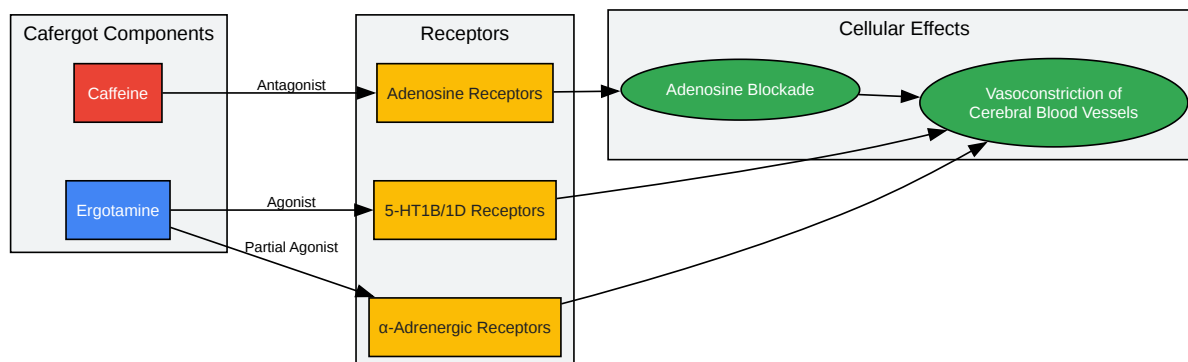 Cafergot Components
Receptors
Cellular Effects
Caffeine
Antagonist
Adenosine Receptors
Adenosine Blockade
Vasoconstriction of
Cerebral Blood Vessels
Ergotamine
Agonist
5-HT1B/1D Receptors
Partial Agonist
α-Adrenergic Receptors